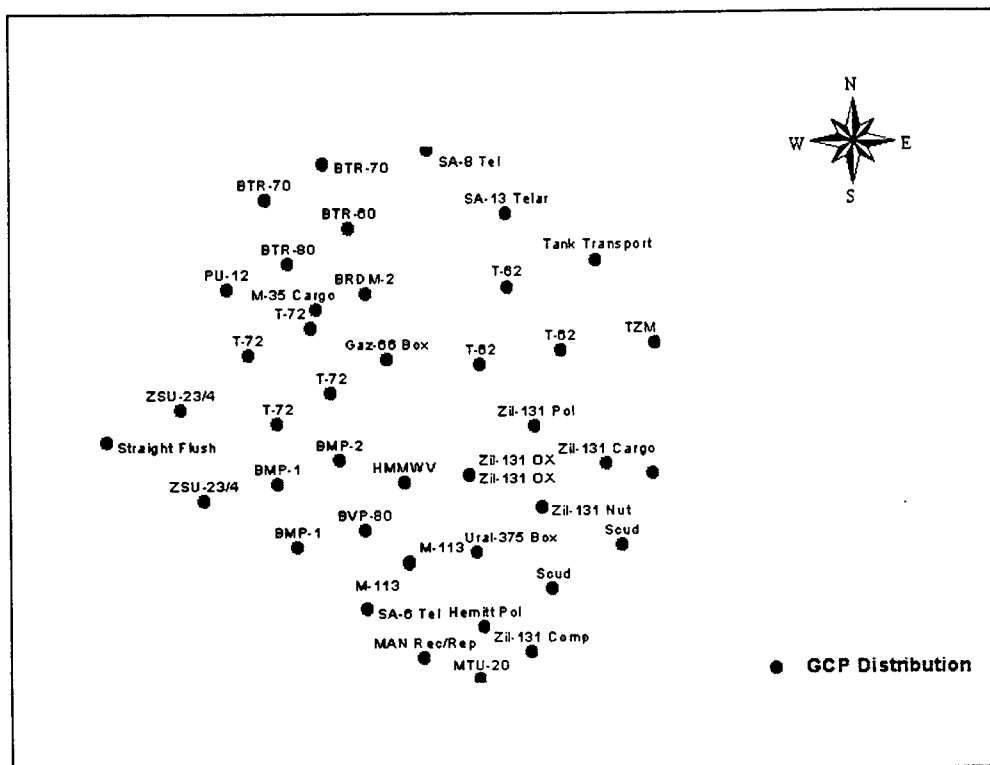 N
W E
S
SA-8 Tel
BTR-70
BTR-70
SA-13 Telar
BTR-60
Tank Transport
BTR-80
T-62
PU-12
BRDM-2
M-35 Cargo
T-72
TZM
T-62
T-72
Gaz-66 Box
T-62
T-72
ZSU-23/4
T-72
Zil-131 Pol
Straight Flush
BMP-2
Zil-131 OX
Zil-131 Cargo
BMP-1
HMMWV
Zil-131 OX
ZSU-23/4
Zil-131 Nut
BVP-80
BMP-1
Ural-375 Box
Scud
M-113
Scud
M-113
SA-6 Tel
Hemitt Pol
Zil-131 Comp
MAN Rec/Rep
MTU-20
GCP Distribution